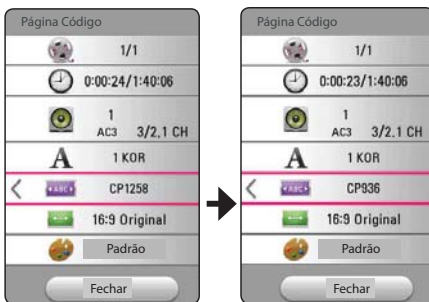 Página Código
1/1
0:00:24/1:40:06
1
AC3 3/2.1 CH
A 1 KOR
ABC CP1258
16:9 Original
Padrão
Fechar
Página Código
1/1
0:00:23/1:40:06
1
AC3 3/2.1 CH
A 1 KOR
ABC CP936
16:9 Original
Padrão
Fechar